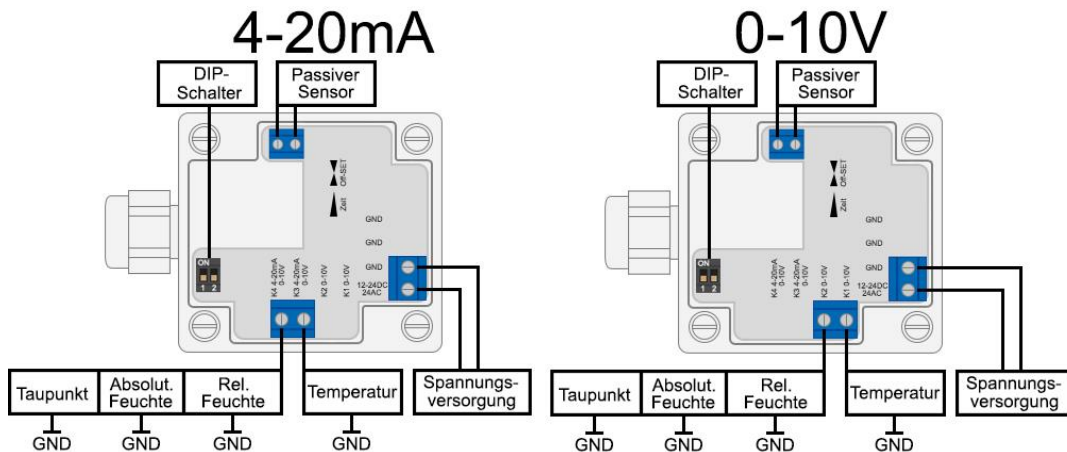 4-20mA
DIP-
Schalter
Passiver
Sensor
Off-SET
Zeit
GND
GND
GND
12-24DC
24AC
ON
1 2
K4 4-20mA
0-10V
K3 4-20mA
0-10V
K2 0-10V
K1 0-10V
Taupunkt
Absolut.
Feuchte
Rel.
Feuchte
Temperatur
Spannungs-
versorgung
GND
GND
GND
GND
0-10V
DIP-
Schalter
Passiver
Sensor
Off-SET
Zeit
GND
GND
GND
12-24DC
24AC
ON
1 2
K4 4-20mA
0-10V
K3 4-20mA
0-10V
K2 0-10V
K1 0-10V
Taupunkt
Absolut.
Feuchte
Rel.
Feuchte
Temperatur
Spannungs-
versorgung
GND
GND
GND
GND